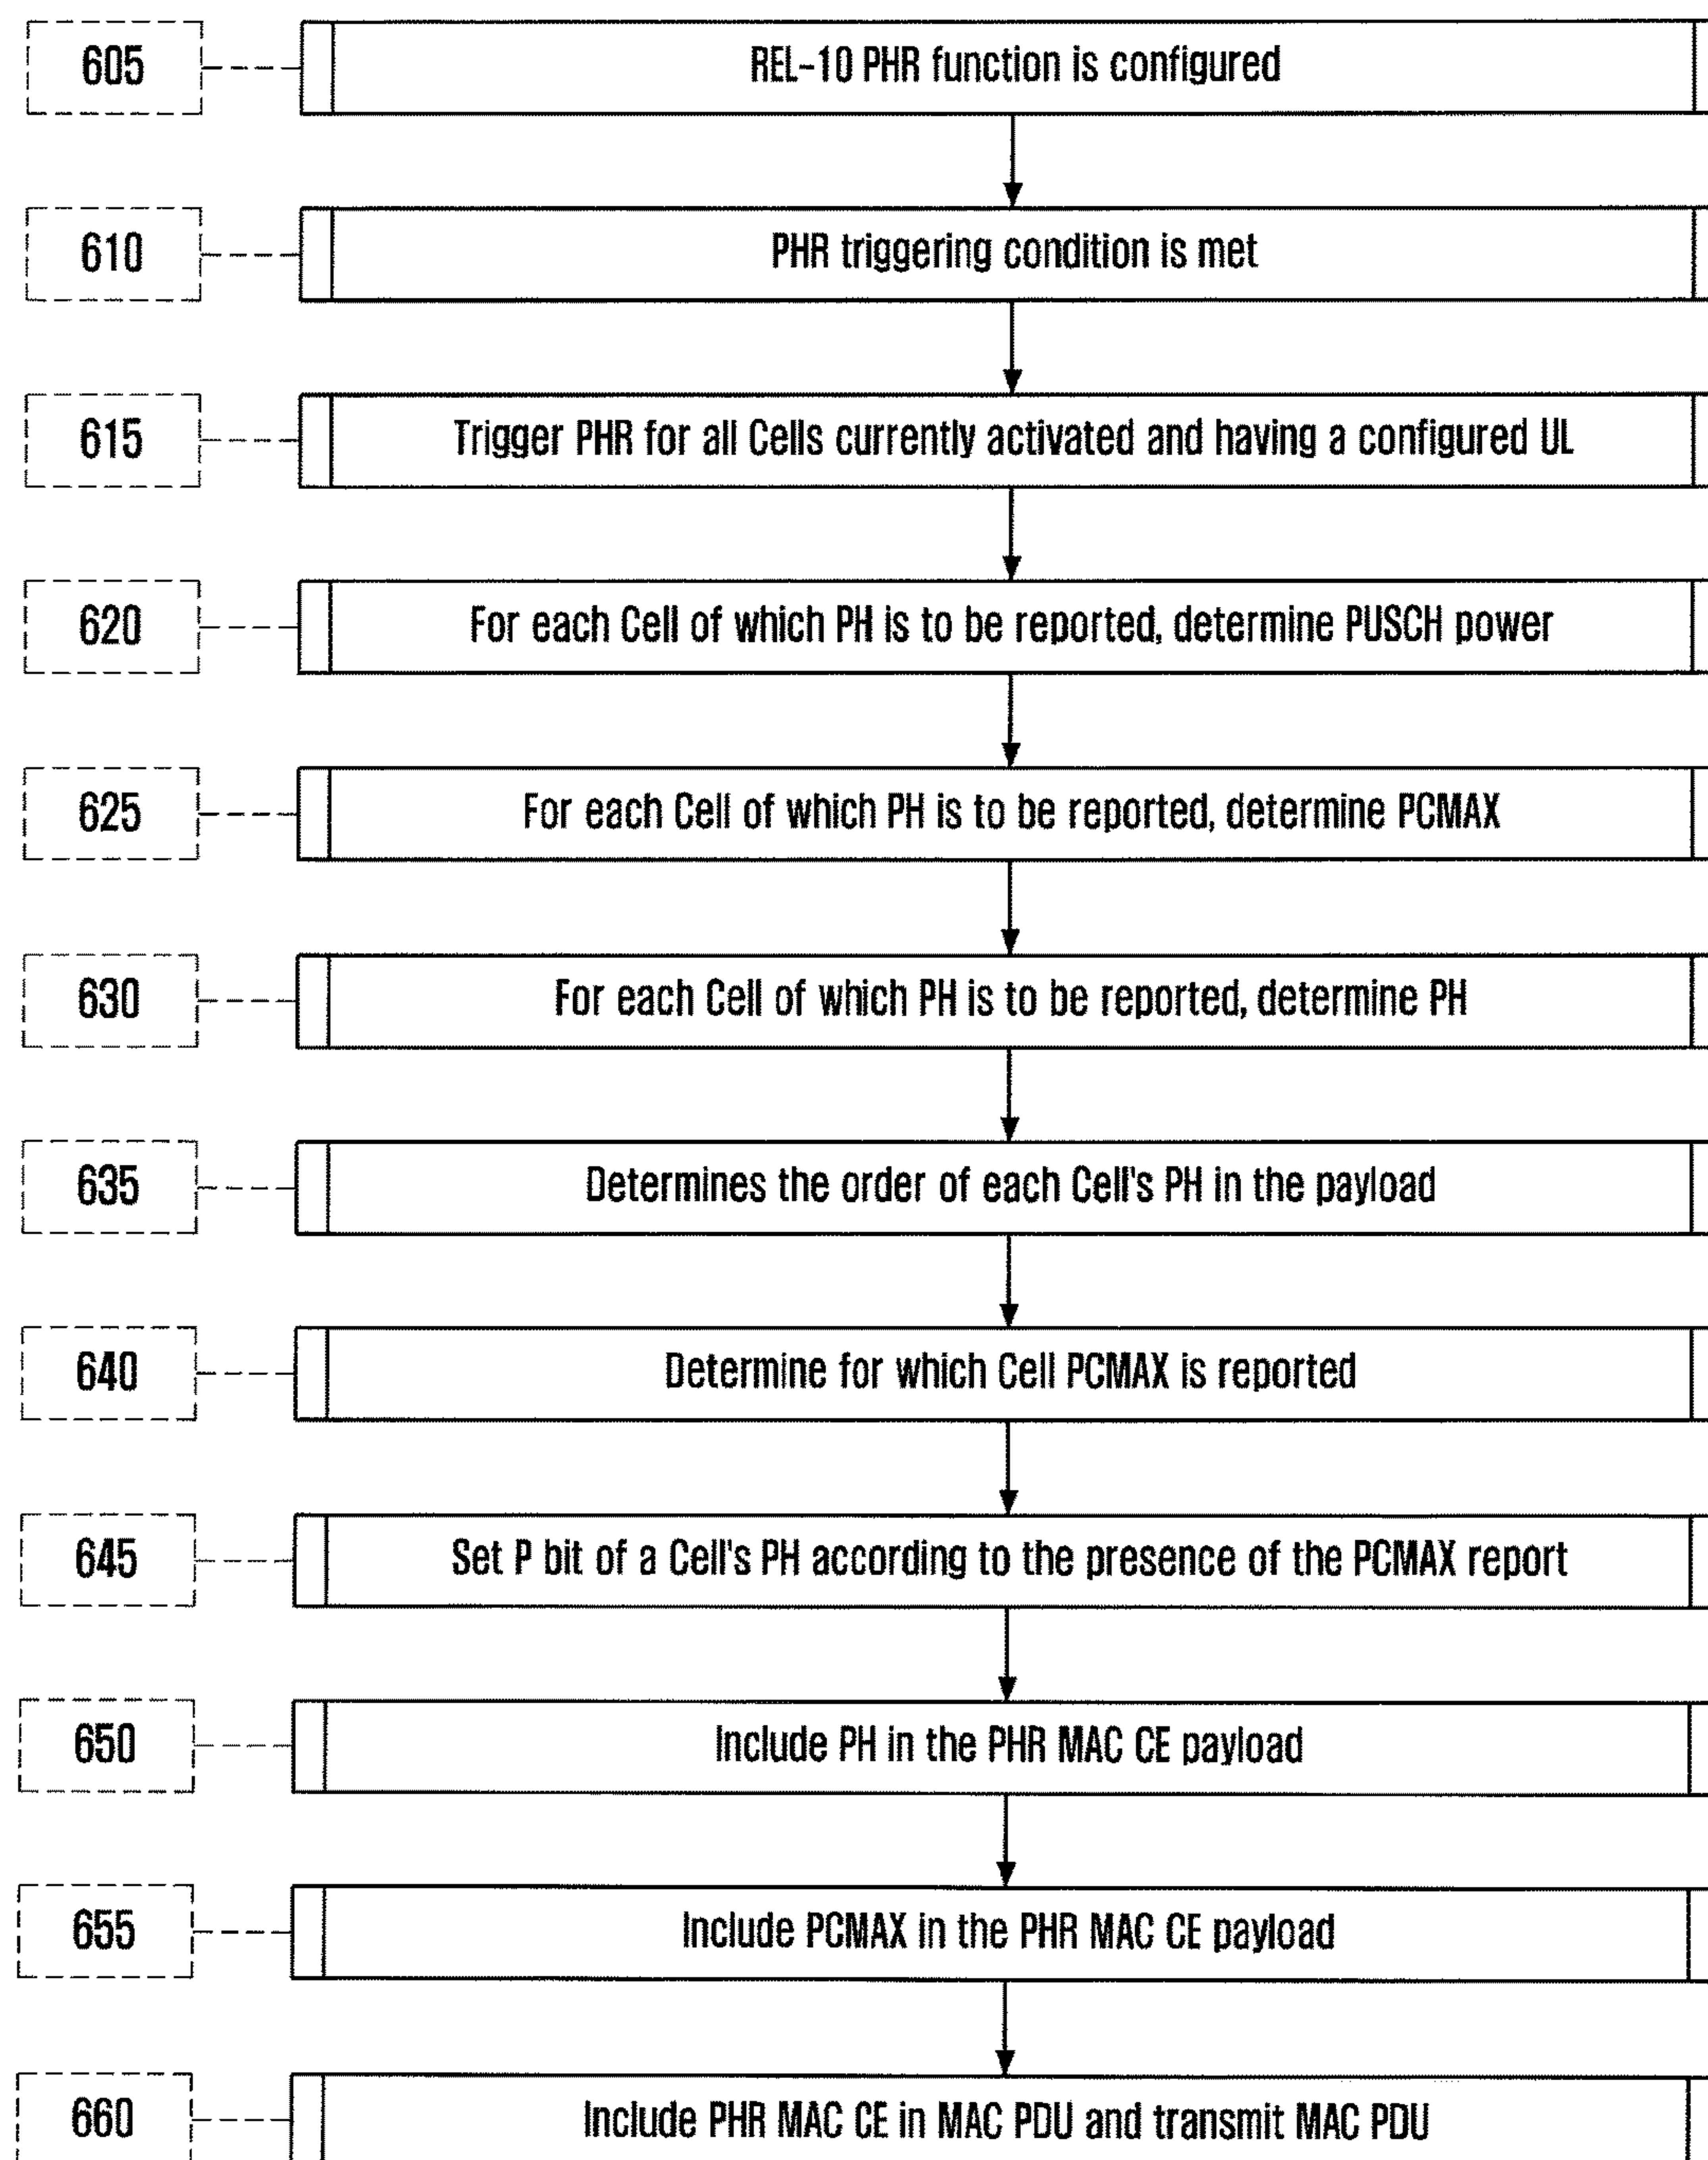 605
REL-10 PHR function is configured
610
PHR triggering condition is met
615
Trigger PHR for all Cells currently activated and having a configured UL
620
For each Cell of which PH is to be reported, determine PUSCH power
625
For each Cell of which PH is to be reported, determine PCMAX
630
For each Cell of which PH is to be reported, determine PH
635
Determines the order of each Cell's PH in the payload
640
Determine for which Cell PCMAX is reported
645
Set P bit of a Cell's PH according to the presence of the PCMAX report
650
Include PH in the PHR MAC CE payload
655
Include PCMAX in the PHR MAC CE payload
660
Include PHR MAC CE in MAC PDU and transmit MAC PDU